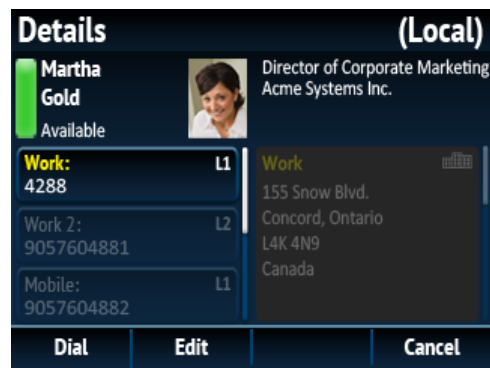 Details (Local)
Martha
Gold
Available
Director of Corporate Marketing
Acme Systems Inc.
Work: L1
4288
Work 2: L2
9057604881
Mobile: L1
9057604882
Work
155 Snow Blvd.
Concord, Ontario
L4K 4N9
Canada
Dial Edit Cancel